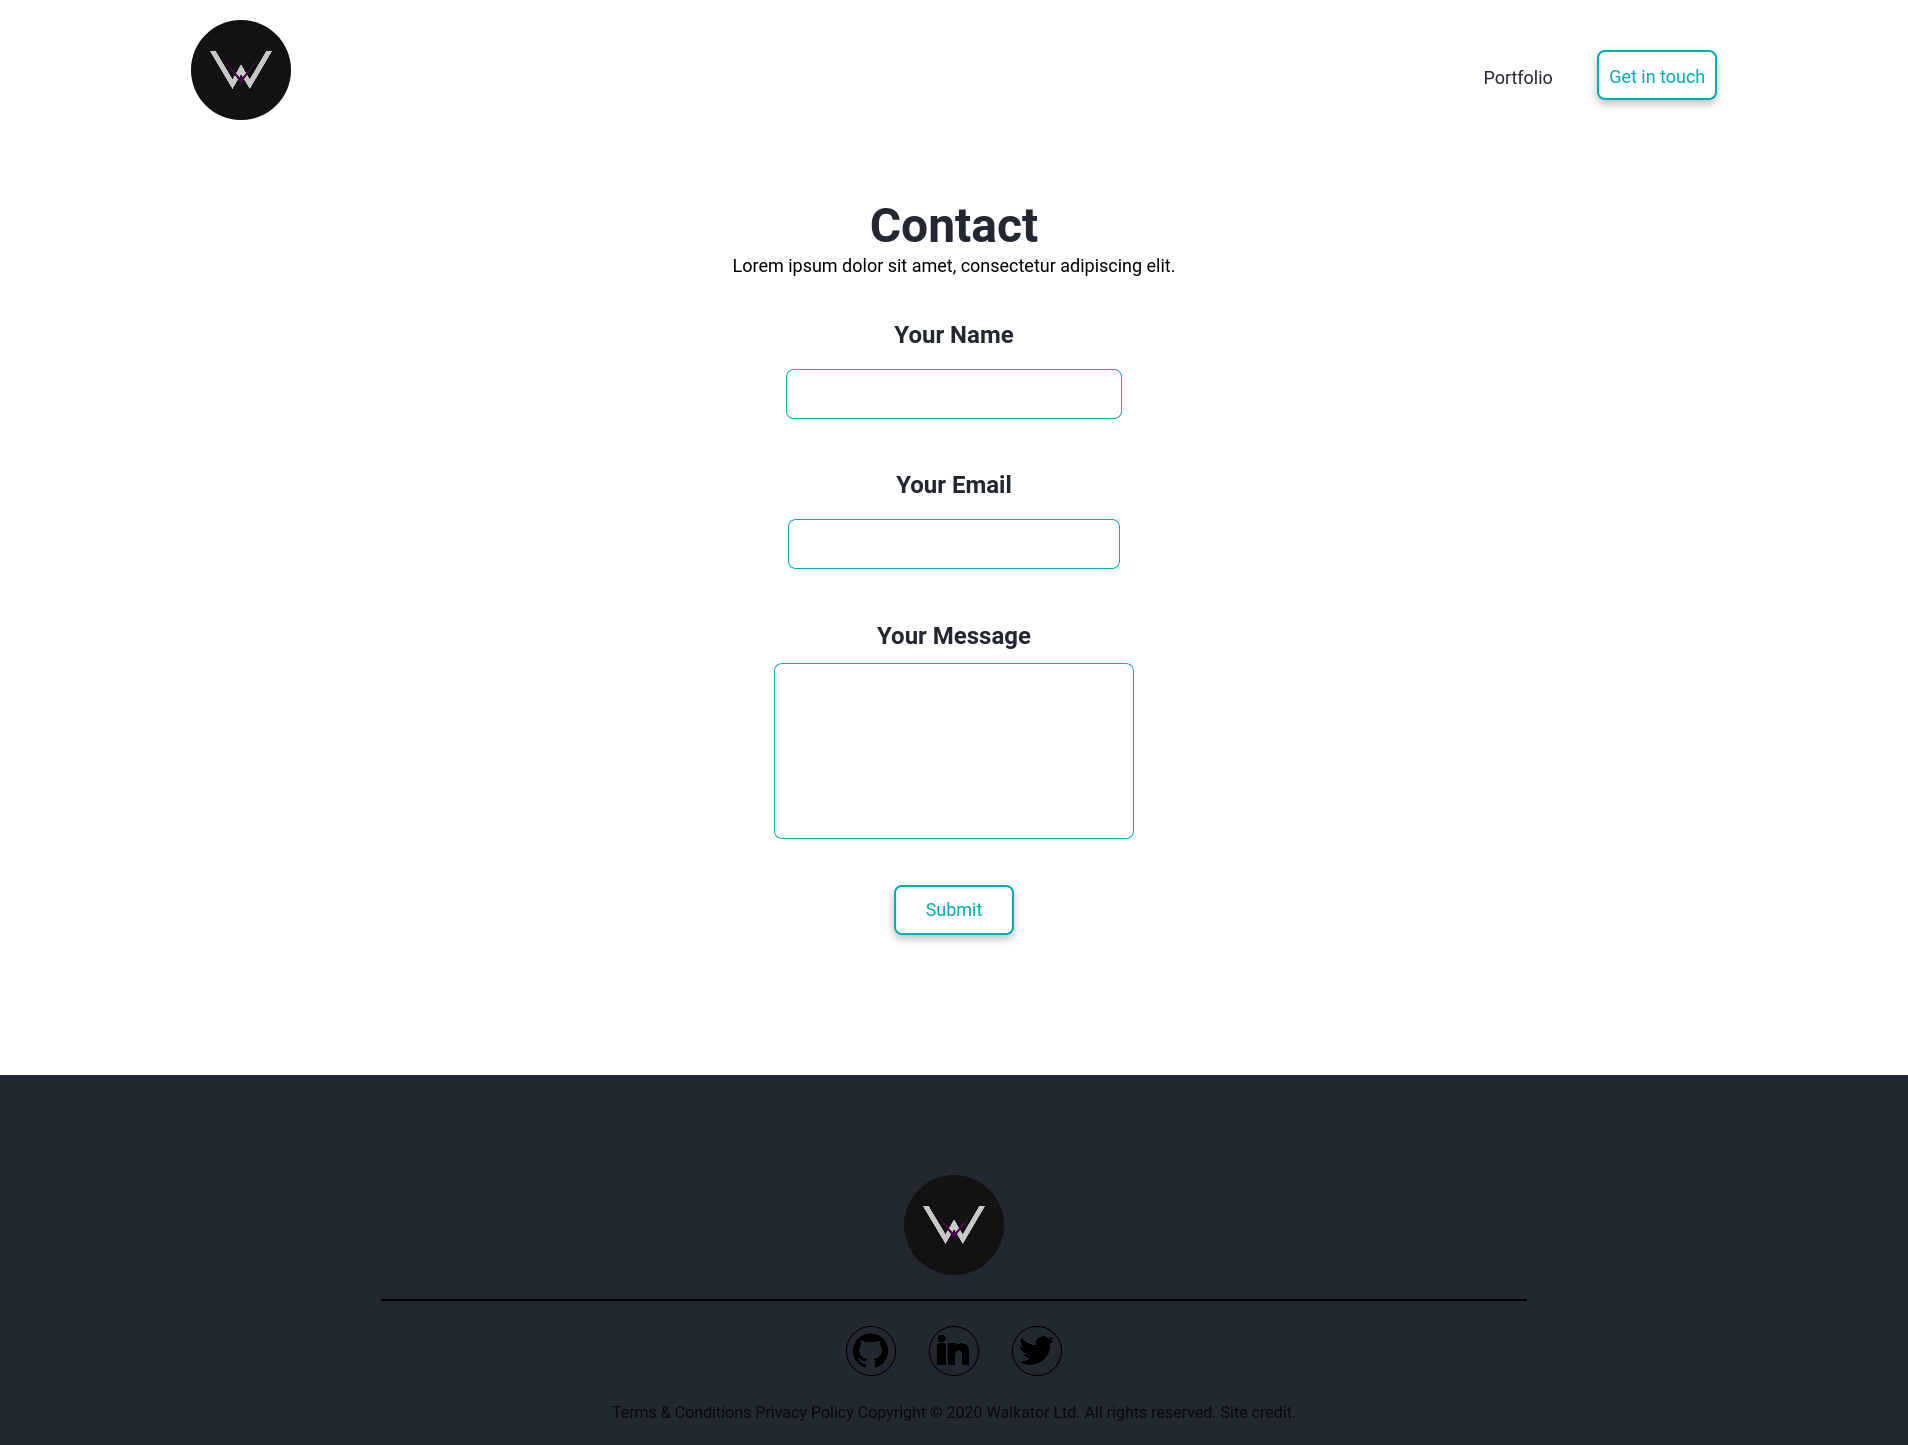 W
Portfolio
Get in touch
Contact
Lorem ipsum dolor sit amet, consectetur adipiscing elit.
Your Name
Your Email
Your Message
Submit
W
in
Terms & Conditions Privacy Policy Copyright © 2020 Walkator Ltd. All rights reserved. Site credit.